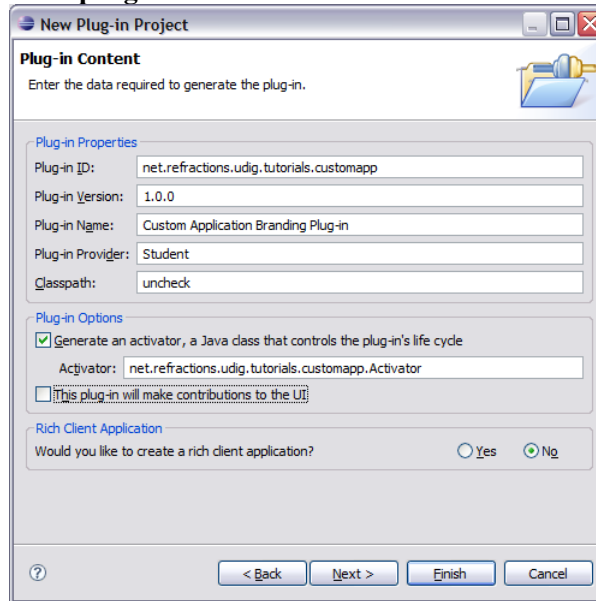 New Plug-in Project
Plug-in Content
Enter the data required to generate the plug-in.
Plug-in Properties
Plug-in ID: net.refractions.udig.tutorials.customapp
Plug-in Version: 1.0.0
Plug-in Name: Custom Application Branding Plug-in
Plug-in Provider: Student
Classpath: uncheck
Plug-in Options
Generate an activator, a Java class that controls the plug-in's life cycle
Activator: net.refractions.udig.tutorials.customapp.Activator
This plug-in will make contributions to the UI
Rich Client Application
Would you like to create a rich client application? Yes No
? < Back Next > Finish Cancel